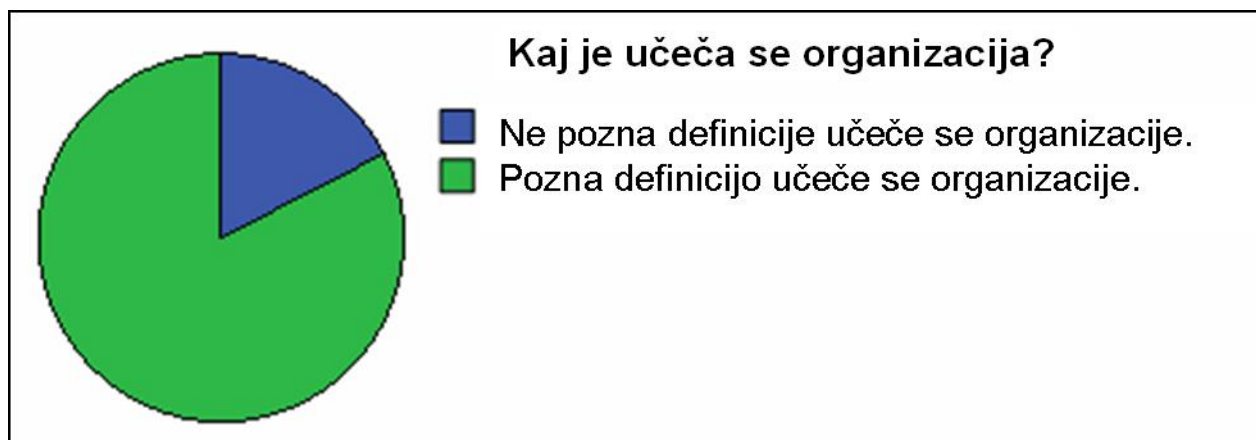 Kaj je učeča se organizacija?
Ne pozna definicije učeče se organizacije.
Pozna definicijo učeče se organizacije.